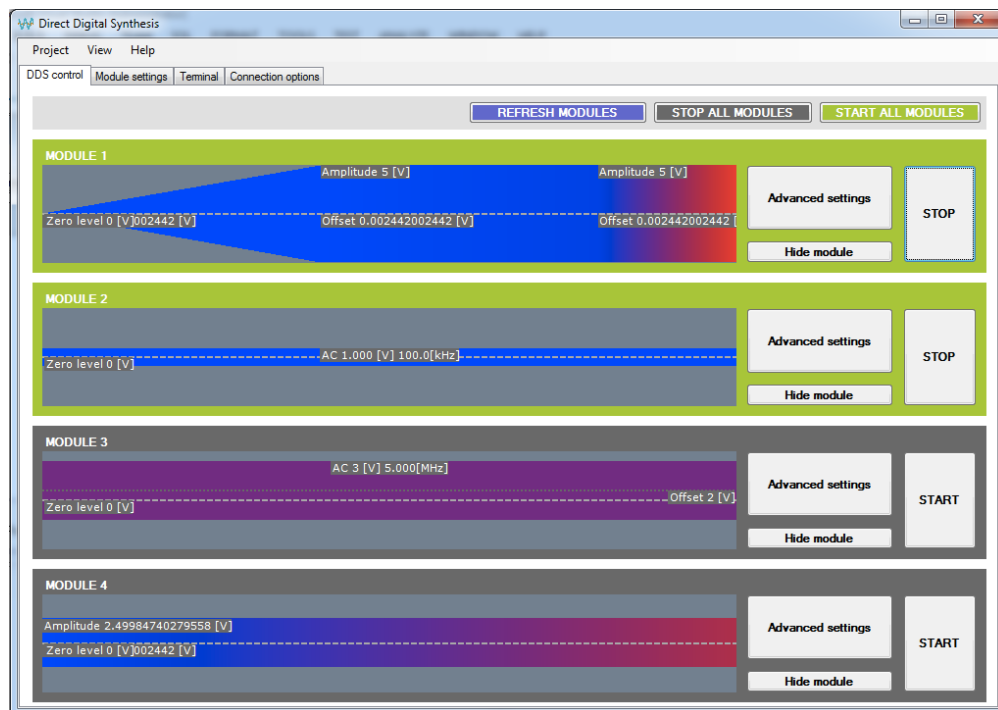 Direct Digital Synthesis
Project View Help
DDS control Module settings Terminal Connection options
REFRESH MODULES STOP ALL MODULES START ALL MODULES
MODULE 1
Amplitude 5 [V] Amplitude 5 [V]
Zero level 0 [V]002442 [V] Offset 0.002442002442 [V] Offset 0.002442002442 [
Advanced settings
Hide module
STOP
MODULE 2
AC 1.000 [V] 100.0[kHz]
Zero level 0 [V]
Advanced settings
Hide module
STOP
MODULE 3
AC 3 [V] 5.000[MHz]
Offset 2 [V]
Zero level 0 [V]
Advanced settings
Hide module
START
MODULE 4
Amplitude 2.49984740279558 [V]
Zero level 0 [V]002442 [V]
Advanced settings
Hide module
START